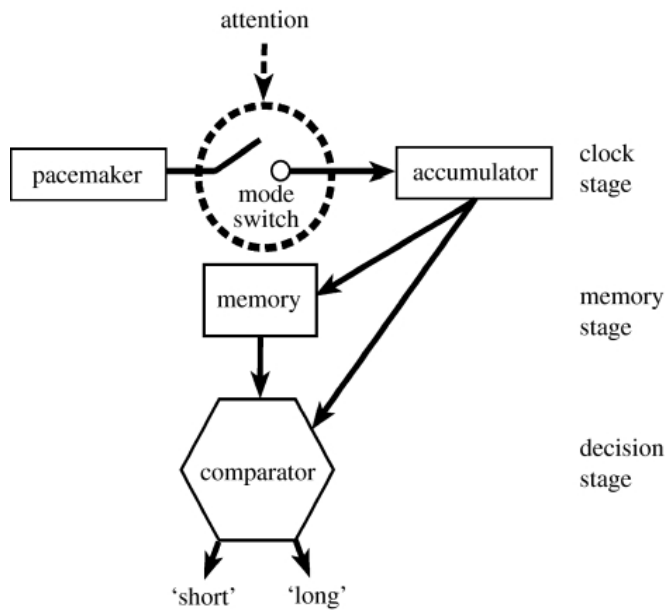 attention
pacemaker
mode
switch
accumulator
clock
stage
memory
memory
stage
comparator
decision
stage
‘short’
‘long’